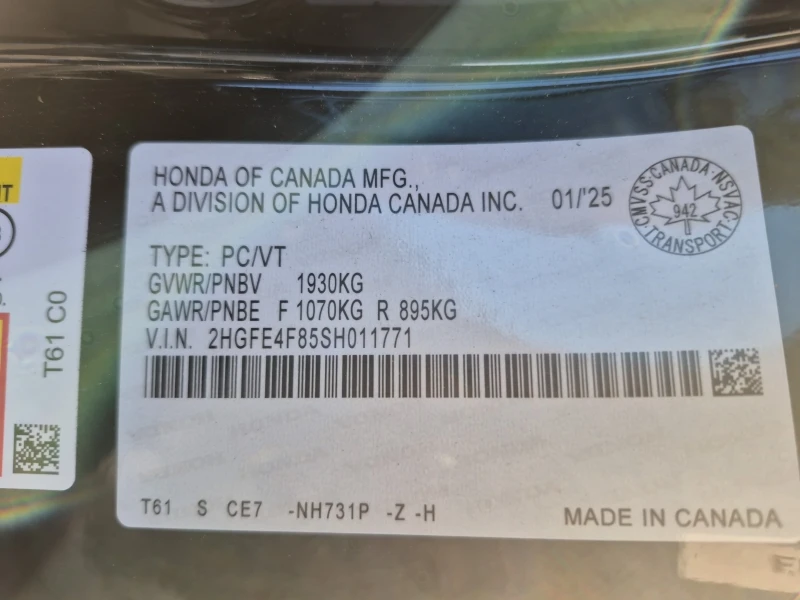 HONDA OF CANADA MFG.,
A DIVISION OF HONDA CANADA INC. 01/'25
CMVSS·CANADA·NSVAC·TRANSPORT·
942
TYPE: PC/VT
GVWR/PNBV 1930KG
GAWR/PNBE F 1070KG R 895KG
V.I.N. 2HGFE4F85SH011771
T61 S CE7 -NH731P -Z -H
MADE IN CANADA
T61 C0